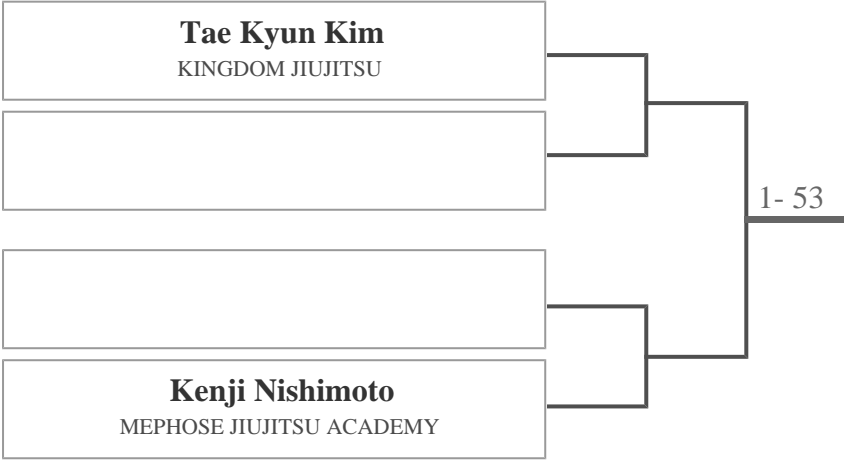 Tae Kyun Kim
KINGDOM JIUJITSU
1- 53
Kenji Nishimoto
MEPHOSE JIUJITSU ACADEMY